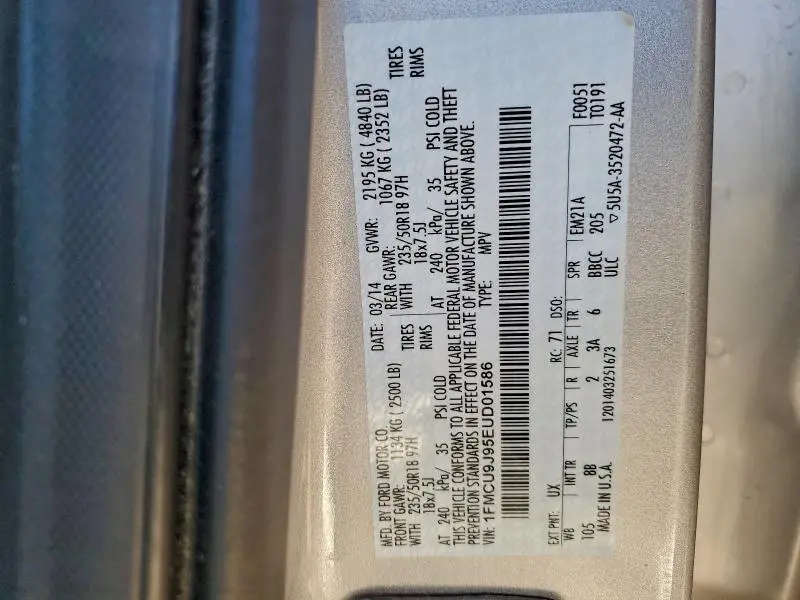 MFD. BY FORD MOTOR CO.
DATE: 03/14 GVWR: 2195 KG ( 4840 LB)
FRONT GAWR: 1134 KG ( 2500 LB) REAR GAWR: 1067 KG ( 2352 LB)
WITH 235/50R18 97H TIRES WITH 235/50R18 97H TIRES
18x7.5J RIMS 18x7.5J RIMS
AT 240 kPa/ 35 PSI COLD AT 240 kPa/ 35 PSI COLD
THIS VEHICLE CONFORMS TO ALL APPLICABLE FEDERAL MOTOR VEHICLE SAFETY AND THEFT
PREVENTION STANDARDS IN EFFECT ON THE DATE OF MANUFACTURE SHOWN ABOVE.
VIN: 1FMCU9J95EUD01586 TYPE: MPV
EXT PNT: UX RC: 71 DSO: EM21A F0051
WB INT TR TP/PS R AXLE TR SPR T0191
105 8B 2 3A 6 BBCC 205
MADE IN U.S.A. 1201403251673 ULC ▽5U5A-3520472-AA